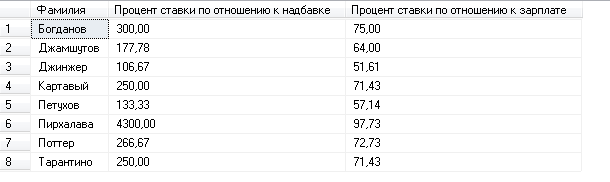 Фамилия Процент ставки по отношению к надбавке Процент ставки по отношению к зарплате
1 Богданов 300,00 75,00
2 Джамшутов 177,78 64,00
3 Джинжер 106,67 51,61
4 Картавый 250,00 71,43
5 Петухов 133,33 57,14
6 Пирхалава 4300,00 97,73
7 Поттер 266,67 72,73
8 Тарантино 250,00 71,43